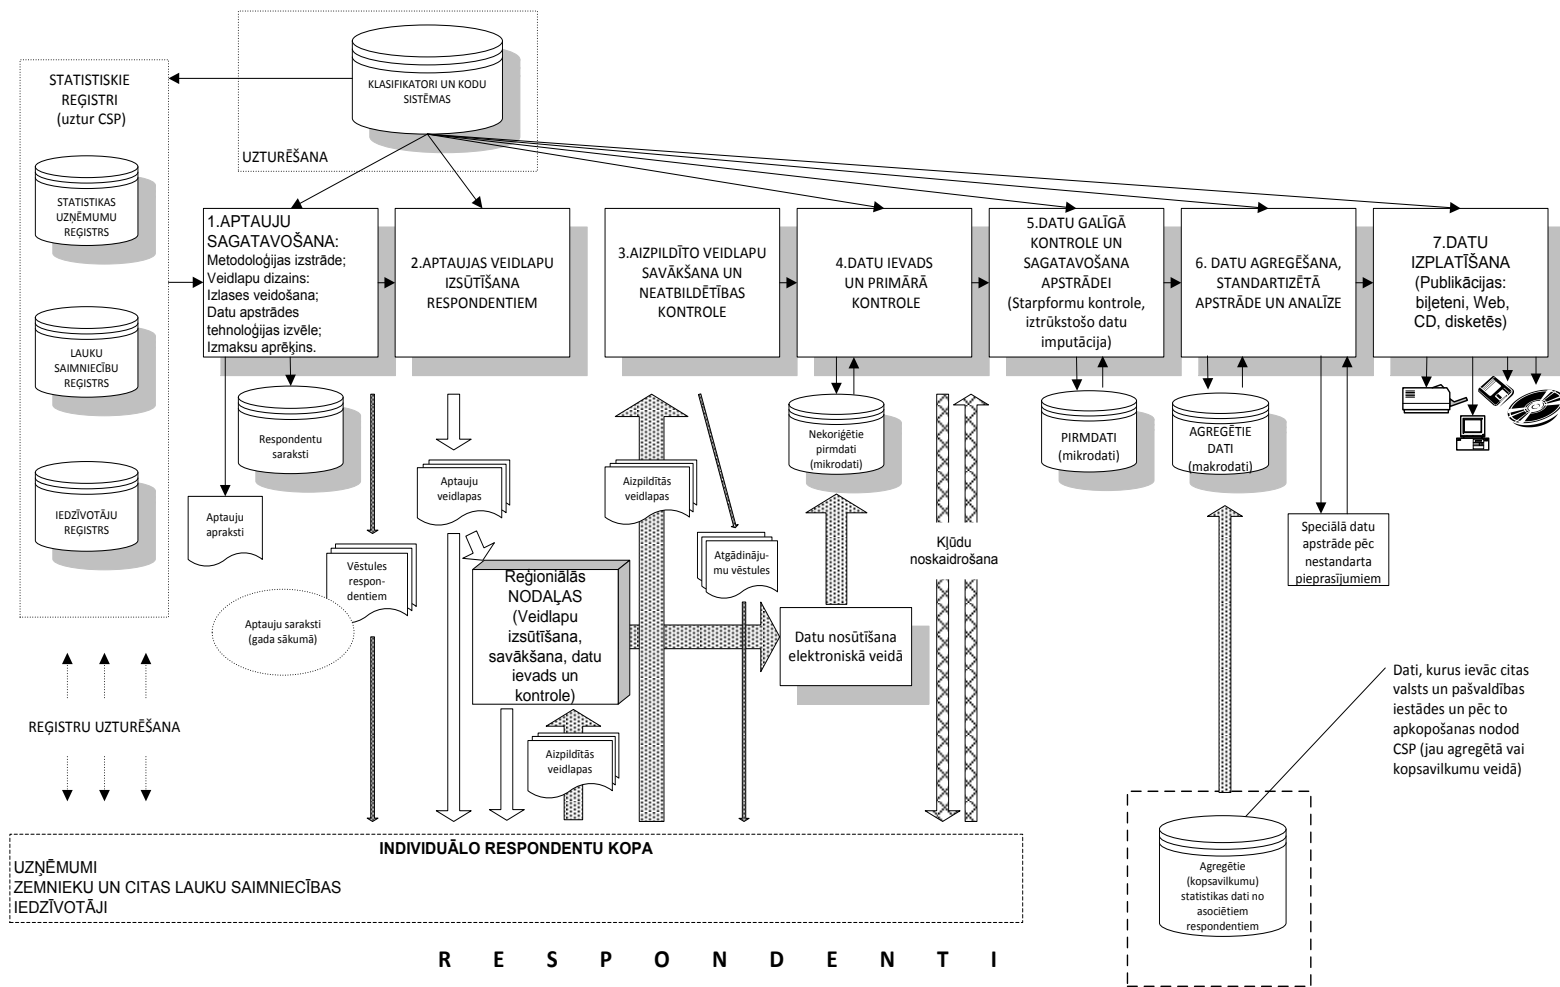 KLASIFIKATORI UN KODU
SISTĒMAS
UZTURĒŠANA
STATISTISKIE
REĢISTRI
(uztur CSP)
STATISTIKAS
UZŅĒMUMU
REĢISTRS
LAUKU
SAIMNIECĪBU
REĢISTRS
IEDZĪVOTĀJU
REĢISTRS
REĢISTRU UZTURĒŠANA
1.APTAUJU
SAGATAVOŠANA:
Metodoloģijas izstrāde;
Veidlapu dizains:
Izlases veidošana;
Datu apstrādes
tehnoloģijas izvēle;
Izmaksu aprēķins.
2.APTAUJAS VEIDLAPU
IZSŪTĪŠANA
RESPONDENTIEM
3.AIZPILDĪTO VEIDLAPU
SAVĀKŠANA UN
NEATBILDĒTĪBAS
KONTROLE
4.DATU IEVADS
UN PRIMĀRĀ
KONTROLE
5.DATU GALĪGĀ
KONTROLE UN
SAGATAVOŠANA
APSTRĀDEI
(Starpformu kontrole,
iztrūkstošo datu
imputācija)
6. DATU AGREGĒŠANA,
STANDARTIZĒTĀ
APSTRĀDE UN ANALĪZE
7.DATU
IZPLATĪŠANA
(Publikācijas:
biļeteni, Web,
CD, disketēs)
Respondentu
saraksti
Aptauju
apraksti
Vēstules
respon-
dentiem
Aptauju saraksti
(gada sākumā)
Aptauju
veidlapas
Reģioniālās
NODAĻAS
(Veidlapu
izsūtīšana,
savākšana, datu
ievads un
kontrole)
Aizpildītās
veidlapas
Aizpildītās
veidlapas
Atgādināju-
mu vēstules
Nekoriģētie
pirmdati
(mikrodati)
Datu nosūtīšana
elektroniskā veidā
Kļūdu
noskaidrošana
PIRMDATI
(mikrodati)
AGREGĒTIE
DATI
(makrodati)
Speciālā datu
apstrāde pēc
nestandarta
pieprasījumiem
Dati, kurus ievāc citas
valsts un pašvaldības
iestādes un pēc to
apkopošanas nodod
CSP (jau agregētā vai
kopsavilkumu veidā)
Agregētie
(kopsavilkumu)
statistikas dati no
asociētiem
respondentiem
INDIVIDUĀLO RESPONDENTU KOPA
UZŅĒMUMI
ZEMNIEKU UN CITAS LAUKU SAIMNIECĪBAS
IEDZĪVOTĀJI
R E S P O N D E N T I